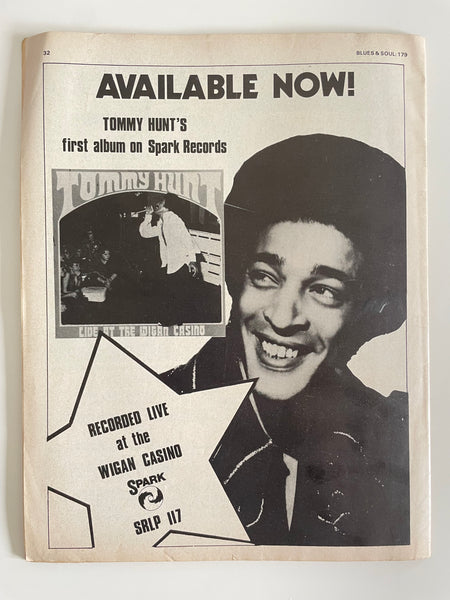 32
BLUES & SOUL·179
AVAILABLE NOW!
TOMMY HUNT'S
first album on Spark Records
TOMMY HUNT
LIVE AT THE WIGAN CASINO
RECORDED LIVE
at the
WIGAN CASINO
SPARK
SRLP 117